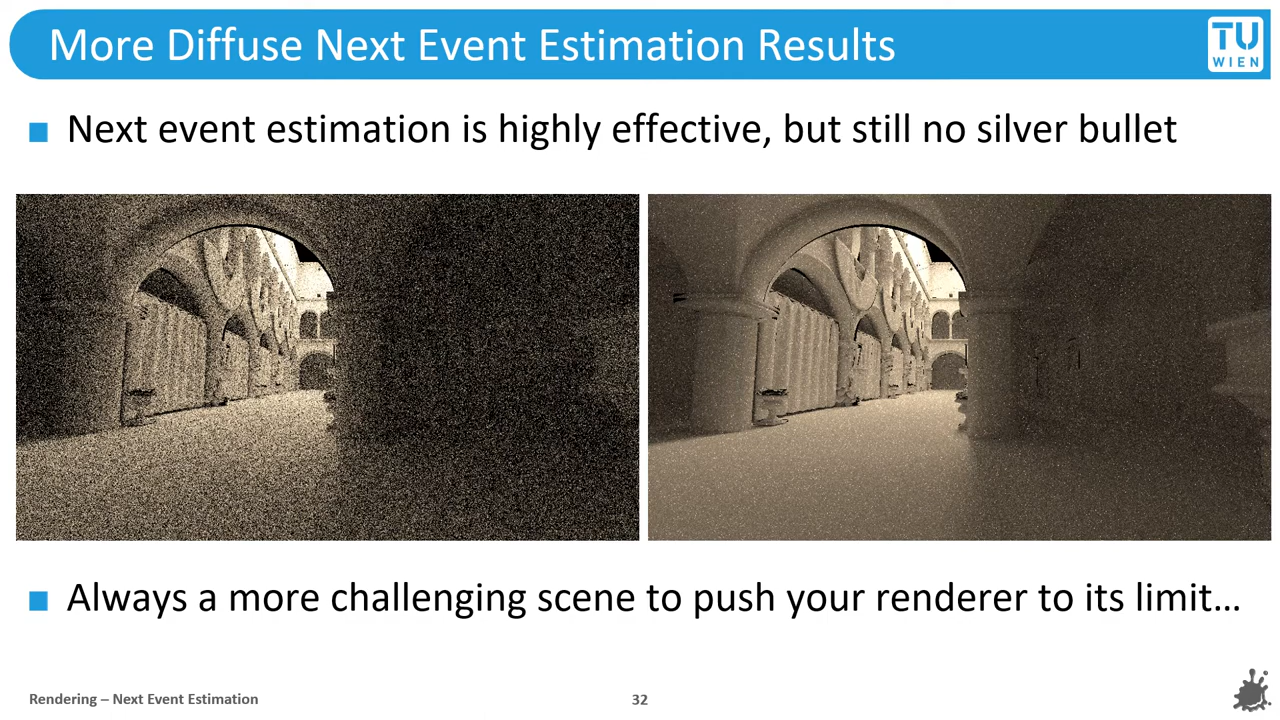 More Diffuse Next Event Estimation Results
TU
WIEN
Next event estimation is highly effective, but still no silver bullet
Always a more challenging scene to push your renderer to its limit…
Rendering – Next Event Estimation
32